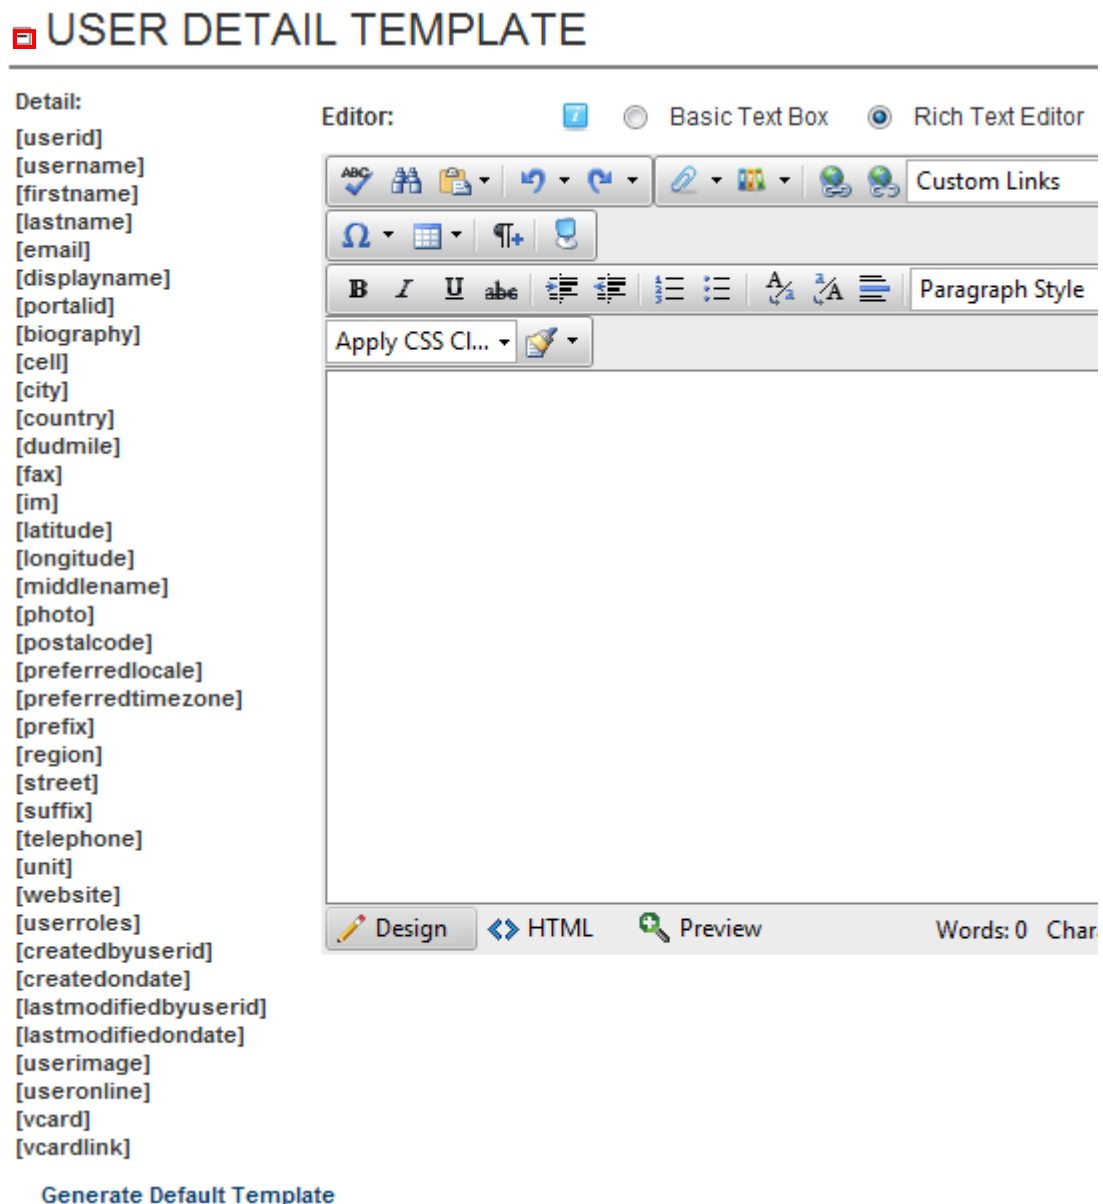 USER DETAIL TEMPLATE
Detail:
[userid]
[username]
[firstname]
[lastname]
[email]
[displayname]
[portalid]
[biography]
[cell]
[city]
[country]
[dudmile]
[fax]
[im]
[latitude]
[longitude]
[middlename]
[photo]
[postalcode]
[preferredlocale]
[preferredtimezone]
[prefix]
[region]
[street]
[suffix]
[telephone]
[unit]
[website]
[userroles]
[createdbyuserid]
[createdondate]
[lastmodifiedbyuserid]
[lastmodifiedondate]
[userimage]
[useronline]
[vcard]
[vcardlink]
Generate Default Template
Editor: Basic Text Box Rich Text Editor
ABC Custom Links
Ω
B I U abc Paragraph Style
Apply CSS Cl...
Design HTML Preview Words: 0 Chara